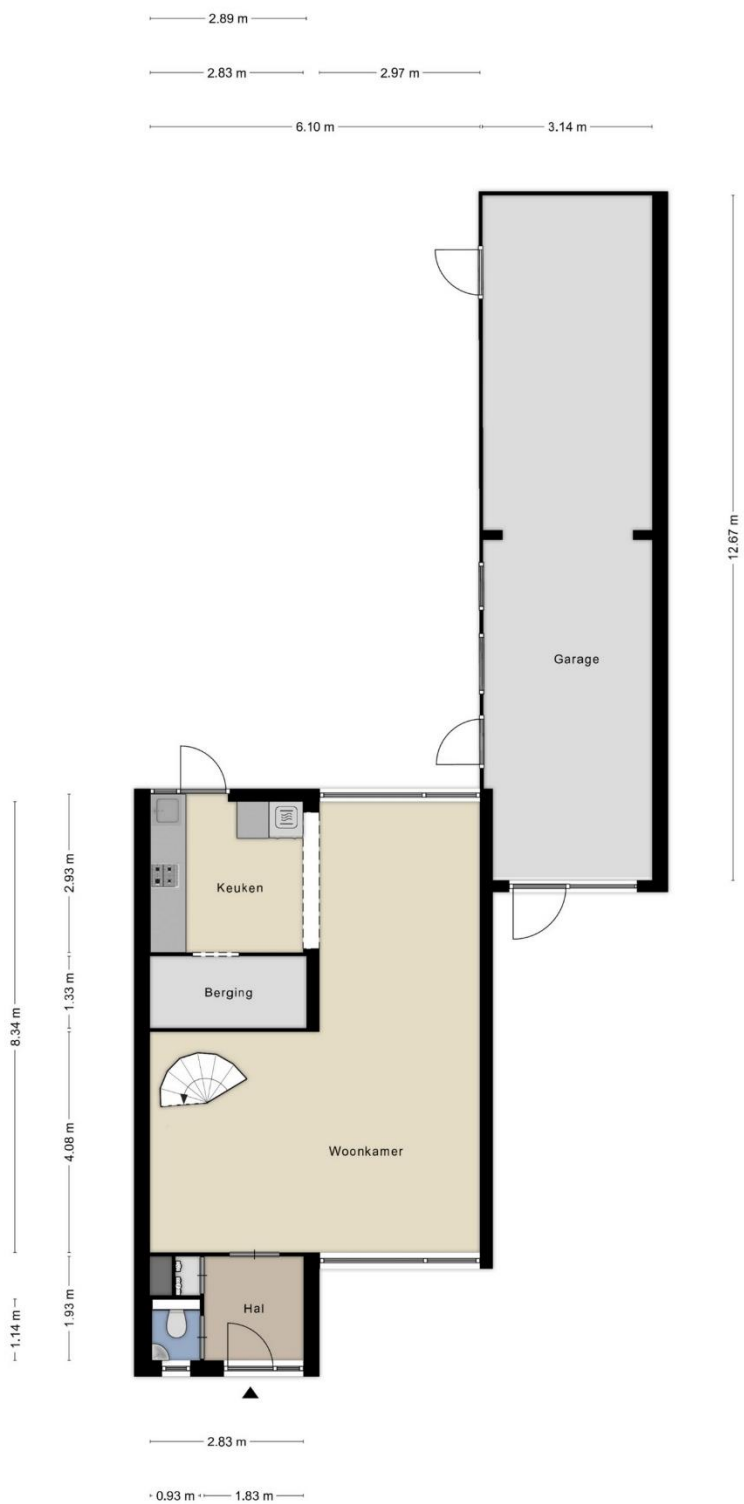 2.89 m
2.83 m
2.97 m
6.10 m
3.14 m
12.67 m
Garage
2.93 m
Keuken
8.34 m
1.33 m
Berging
4.08 m
Woonkamer
1.93 m
Hal
1.14 m
2.83 m
0.93 m
1.83 m